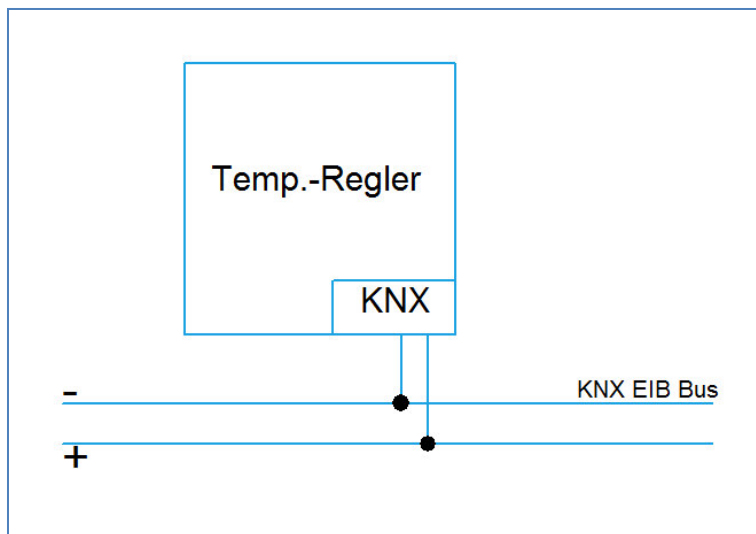 Temp.-Regler
KNX
-
KNX EIB Bus
+